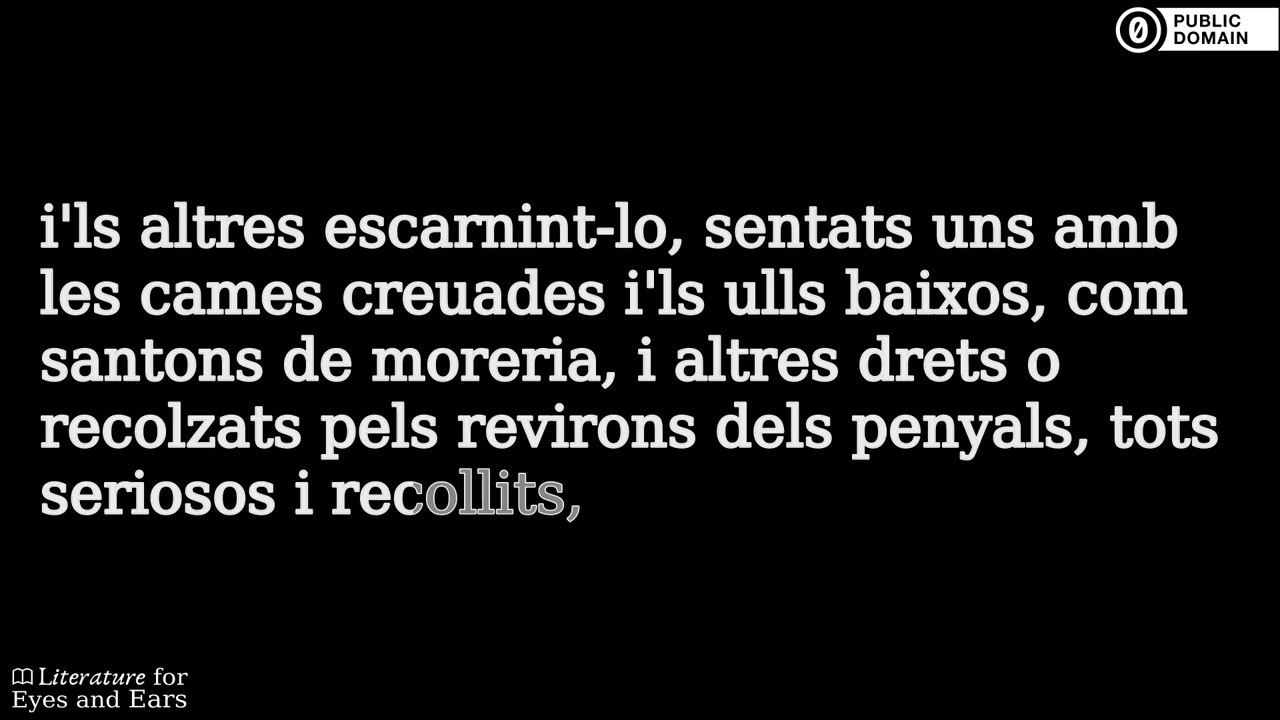 PUBLIC
DOMAIN
i'ls altres escarnint-lo, sentats uns amb
les cames creuades i'ls ulls baixos, com
santons de moreria, i altres drets o
recolzats pels revirons dels penyals, tots
seriosos i recollits,
Literature for
Eyes and Ears